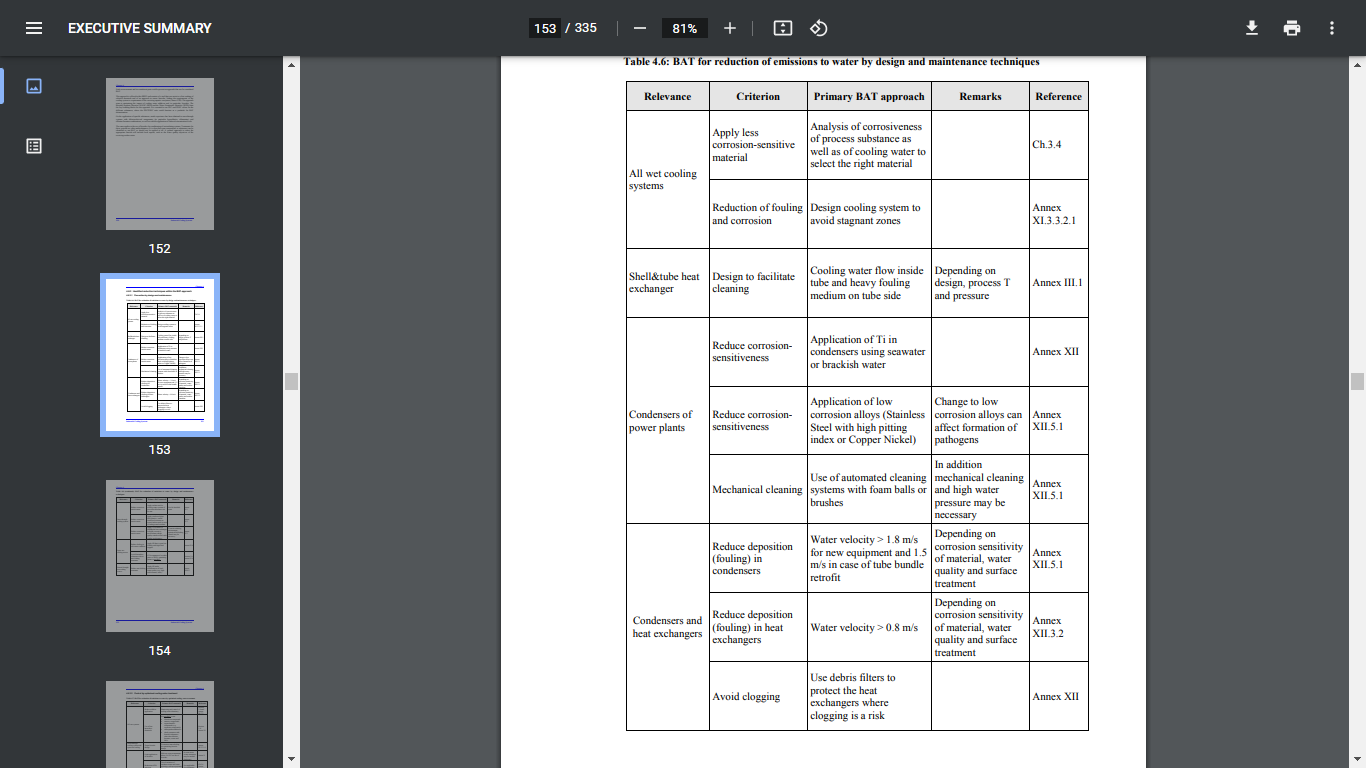 EXECUTIVE SUMMARY
153 / 335
81%
152
153
154
Table 4.6: BAT for reduction of emissions to water by design and maintenance techniques
Relevance
Criterion
Primary BAT approach
Remarks
Reference
All wet cooling
systems
Apply less
corrosion-sensitive
material
Analysis of corrosiveness
of process substance as
well as of cooling water to
select the right material
Ch.3.4
Reduction of fouling
and corrosion
Design cooling system to
avoid stagnant zones
Annex
XI.3.3.2.1
Shell&tube heat
exchanger
Design to facilitate
cleaning
Cooling water flow inside
tube and heavy fouling
medium on tube side
Depending on
design, process T
and pressure
Annex III.1
Condensers of
power plants
Reduce corrosion-
sensitiveness
Application of Ti in
condensers using seawater
or brackish water
Annex XII
Reduce corrosion-
sensitiveness
Application of low
corrosion alloys (Stainless
Steel with high pitting
index or Copper Nickel)
Change to low
corrosion alloys can
affect formation of
pathogens
Annex
XII.5.1
Mechanical cleaning
Use of automated cleaning
systems with foam balls or
brushes
In addition
mechanical cleaning
and high water
pressure may be
necessary
Annex
XII.5.1
Condensers and
heat exchangers
Reduce deposition
(fouling) in
condensers
Water velocity > 1.8 m/s
for new equipment and 1.5
m/s in case of tube bundle
retrofit
Depending on
corrosion sensitivity
of material, water
quality and surface
treatment
Annex
XII.5.1
Reduce deposition
(fouling) in heat
exchangers
Water velocity > 0.8 m/s
Depending on
corrosion sensitivity
of material, water
quality and surface
treatment
Annex
XII.3.2
Avoid clogging
Use debris filters to
protect the heat
exchangers where
clogging is a risk
Annex XII